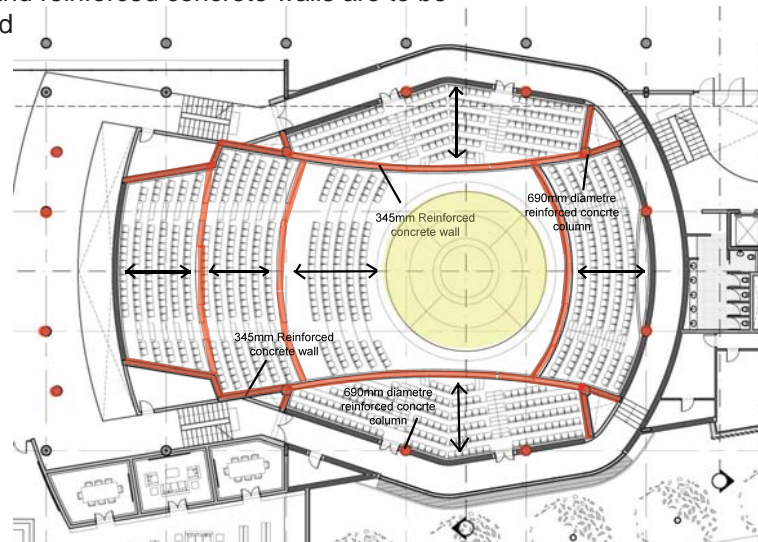 and reinforced concrete walls are to be
d
345mm Reinforced
concrete wall
690mm diametre
reinforced concrte
column
345mm Reinforced
concrete wall
690mm diametre
reinforced concrte
column